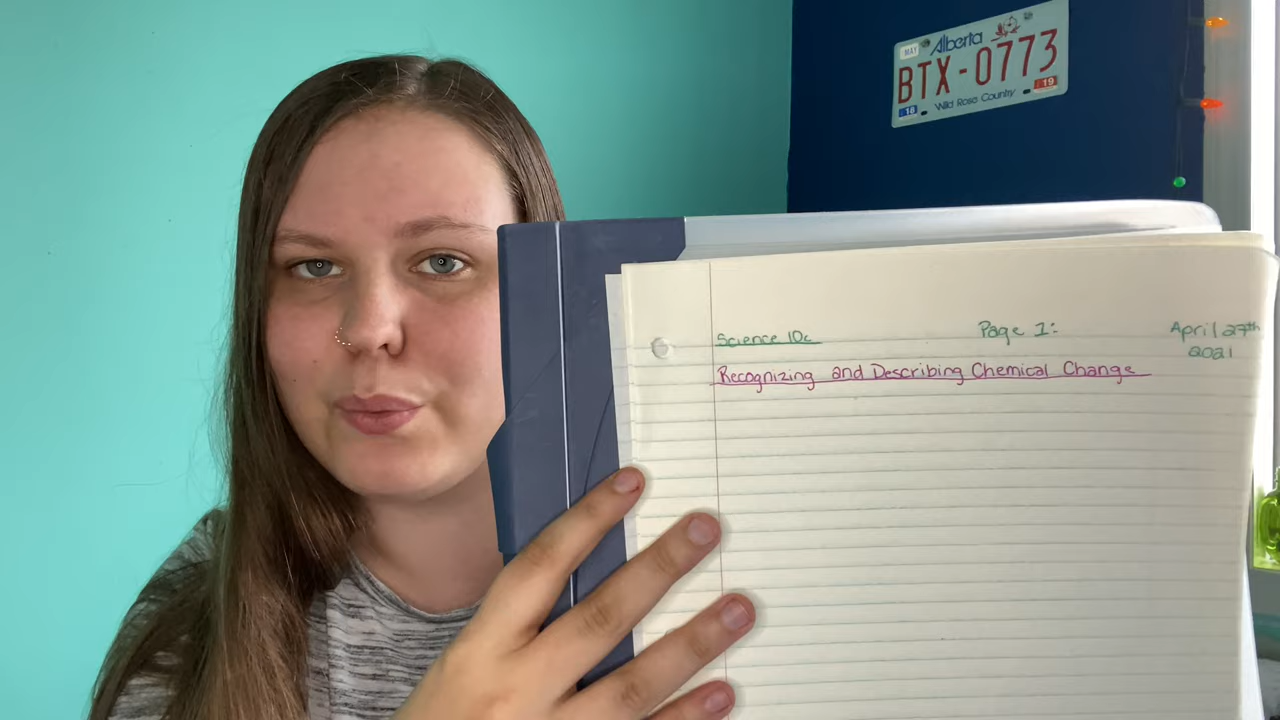 MAY Alberta
BTX-0773
18 Wild Rose Country 19
Science 10c Page 1: April 27th
2021
Recognizing and Describing Chemical Change